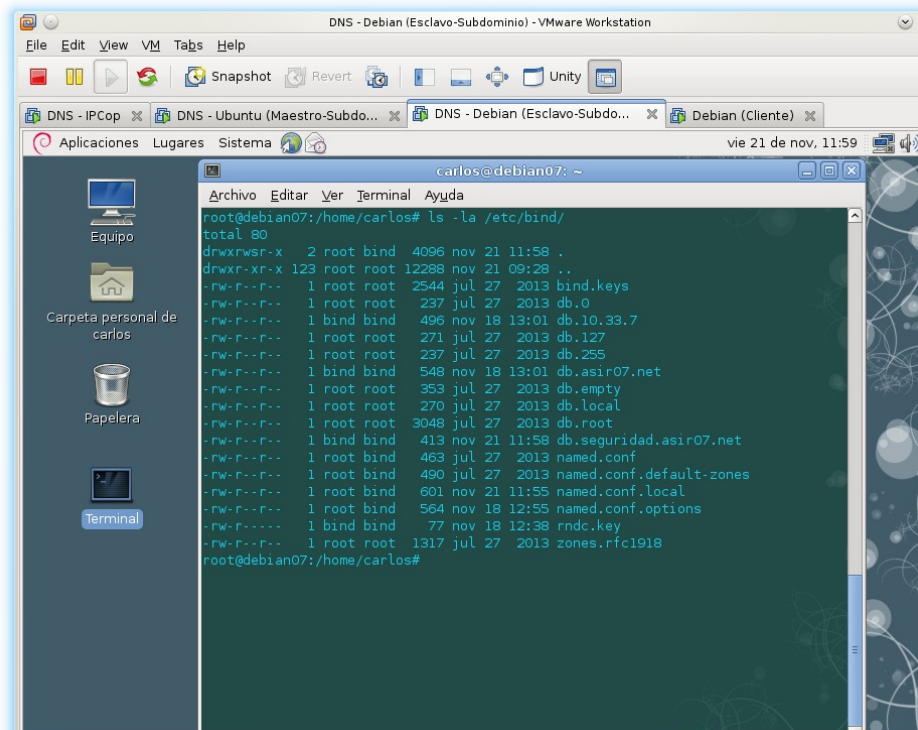 DNS - Debian (Esclavo-Subdominio) - VMware Workstation
File Edit View VM Tabs Help
Snapshot Revert Unity
DNS - IPCop DNS - Ubuntu (Maestro-Subdo... DNS - Debian (Esclavo-Subdo... Debian (Cliente)
Aplicaciones Lugares Sistema vie 21 de nov, 11:59
carlos@debian07: ~
Archivo Editar Ver Terminal Ayuda
root@debian07:/home/carlos# ls -la /etc/bind/
total 80
drwxrwsr-x 2 root bind 4096 nov 21 11:58 .
drwxr-xr-x 123 root root 12288 nov 21 09:28 ..
-rw-r--r-- 1 root root 2544 jul 27 2013 bind.keys
-rw-r--r-- 1 root root 237 jul 27 2013 db.0
-rw-r--r-- 1 bind bind 496 nov 18 13:01 db.10.33.7
-rw-r--r-- 1 root root 271 jul 27 2013 db.127
-rw-r--r-- 1 root root 237 jul 27 2013 db.255
-rw-r--r-- 1 bind bind 548 nov 18 13:01 db.asir07.net
-rw-r--r-- 1 root root 353 jul 27 2013 db.empty
-rw-r--r-- 1 root root 270 jul 27 2013 db.local
-rw-r--r-- 1 root root 3048 jul 27 2013 db.root
-rw-r--r-- 1 bind bind 413 nov 21 11:58 db.seguridad.asir07.net
-rw-r--r-- 1 root bind 463 jul 27 2013 named.conf
-rw-r--r-- 1 root bind 490 jul 27 2013 named.conf.default-zones
-rw-r--r-- 1 root bind 601 nov 21 11:55 named.conf.local
-rw-r--r-- 1 root bind 564 nov 18 12:55 named.conf.options
-rw-r----- 1 bind bind 77 nov 18 12:38 rndc.key
-rw-r--r-- 1 root root 1317 jul 27 2013 zones.rfc1918
root@debian07:/home/carlos#
Equipo
Carpeta personal de
carlos
Papelera
Terminal